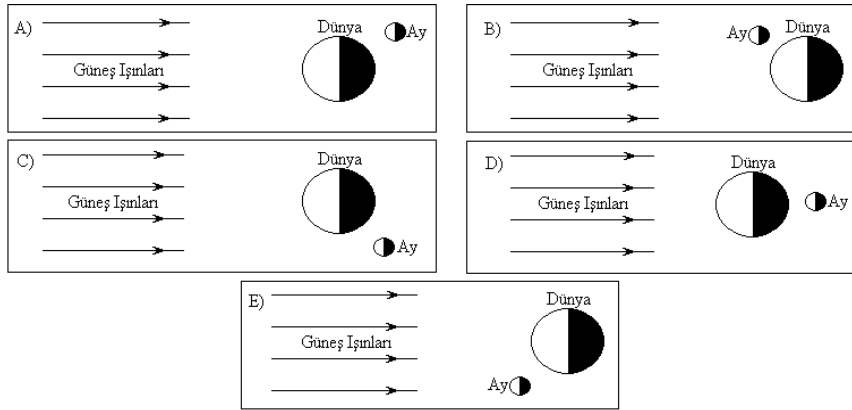 A)
Dünya
Ay
Güneş Işınları
B)
Dünya
Ay
Güneş Işınları
C)
Dünya
Güneş Işınları
Ay
D)
Dünya
Güneş Işınları
Ay
E)
Dünya
Güneş Işınları
Ay